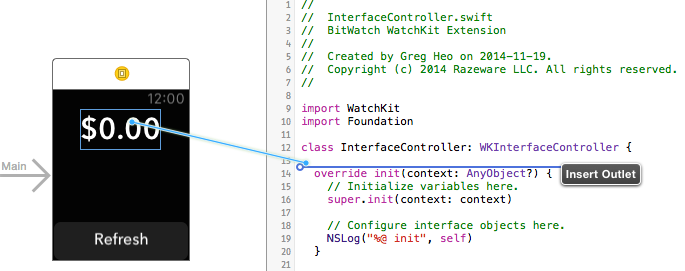 12:00
$0.00
Main
Refresh
1 //
2 //  InterfaceController.swift
3 //  BitWatch WatchKit Extension
4 //
5 //  Created by Greg Heo on 2014-11-19.
6 //  Copyright (c) 2014 Razeware LLC. All rights reserved.
7 //
8
9 import WatchKit
10 import Foundation
11
12 class InterfaceController: WKInterfaceController {
13
Insert Outlet
14   override init(context: AnyObject?) {
15     // Initialize variables here.
16     super.init(context: context)
17
18     // Configure interface objects here.
19     NSLog("%@ init", self)
20   }
21